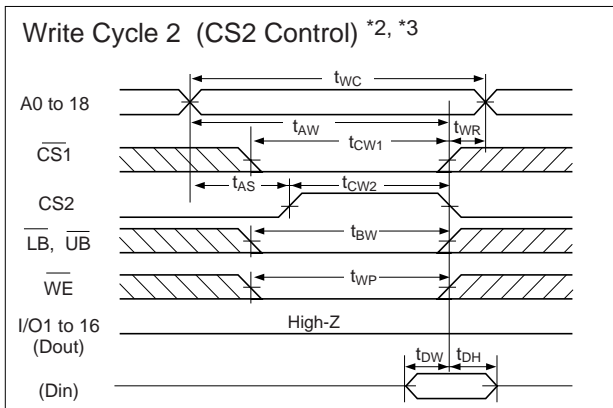 Write Cycle 2 (CS2 Control) *2, *3
tWC
A0 to 18
tAW
tWR
tCW1
CS1
tAS
tCW2
CS2
tBW
LB, UB
tWP
WE
I/O1 to 16
High-Z
(Dout)
tDW
tDH
(Din)